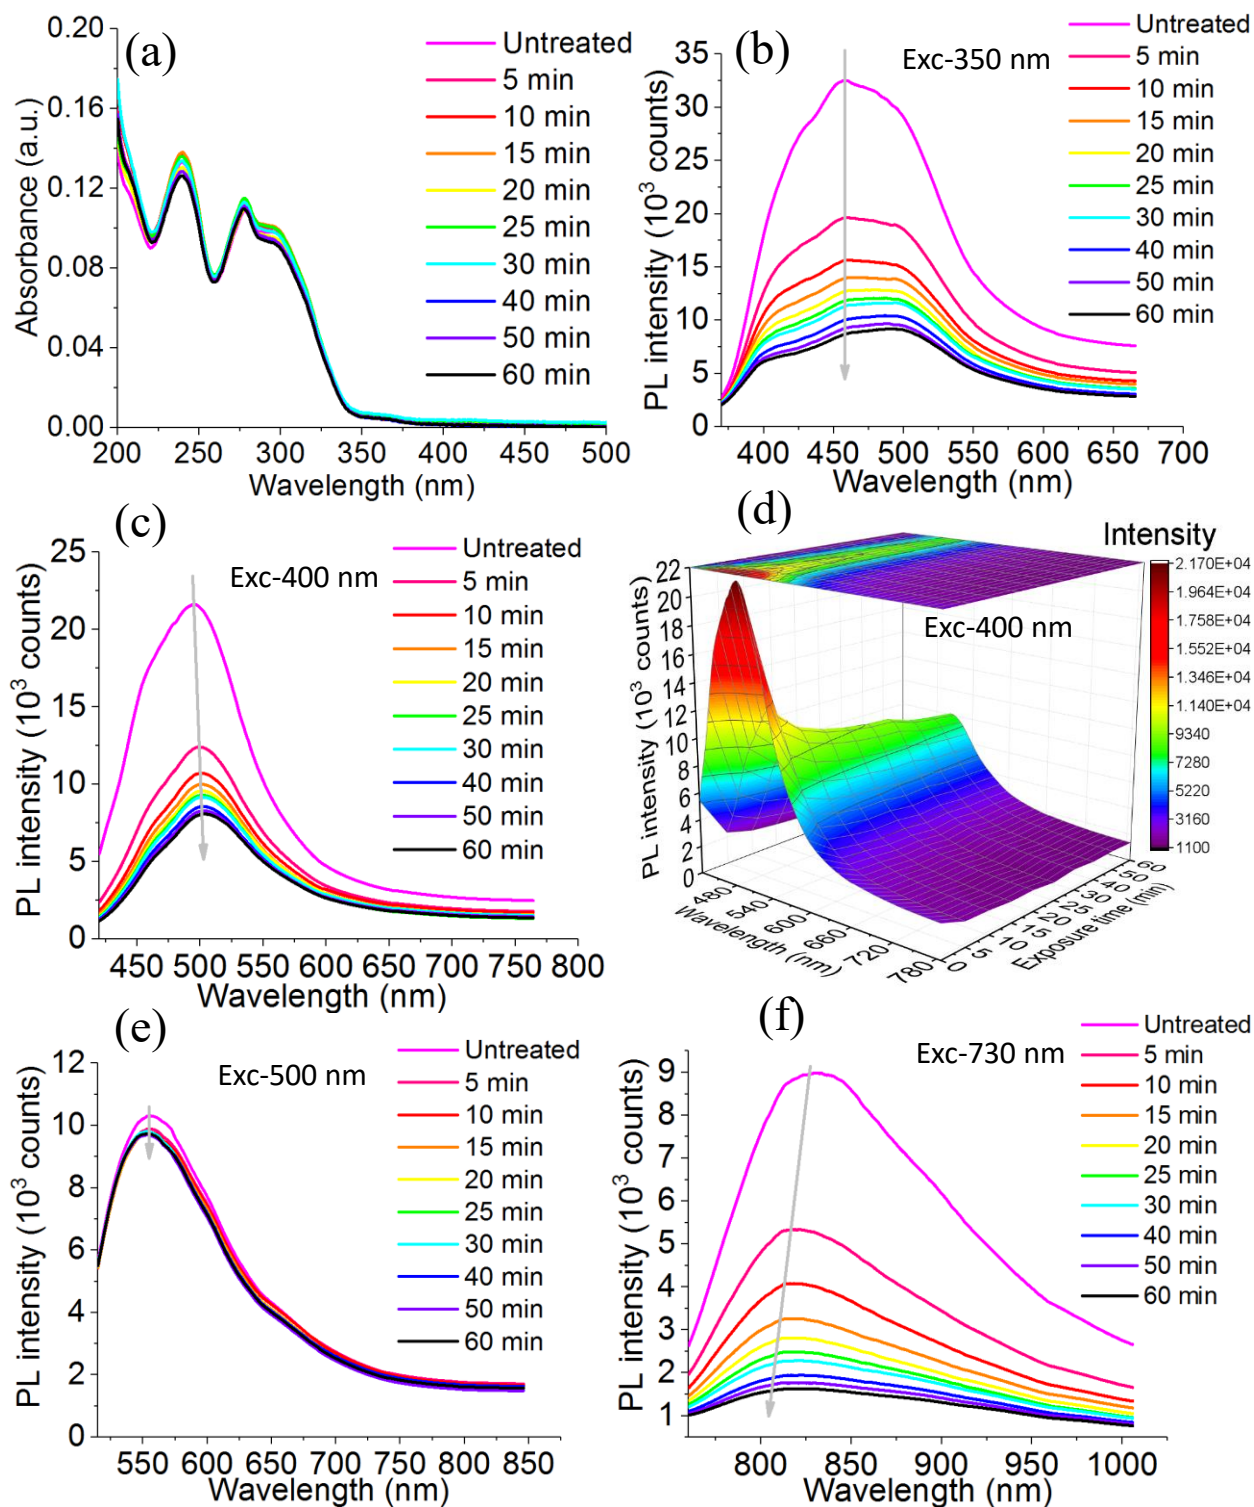 (a)
0.20
0.16
0.12
0.08
0.04
0.00
Absorbance (a.u.)
200 250 300 350 400 450 500
Wavelength (nm)
Untreated
5 min
10 min
15 min
20 min
25 min
30 min
40 min
50 min
60 min
(b)
Exc-350 nm
35
33
25
20
15
10
5
0
PL intensity (10³ counts)
400 450 500 550 600 650 700
Wavelength (nm)
Untreated
5 min
10 min
15 min
20 min
25 min
30 min
40 min
50 min
60 min
(c)
Exc-400 nm
25
20
15
10
5
0
PL intensity (10³ counts)
450 500 550 600 650 700 750 800
Wavelength (nm)
Untreated
5 min
10 min
15 min
20 min
25 min
30 min
40 min
50 min
60 min
(d)
Intensity
2.170E+04
1.964E+04
1.758E+04
1.552E+04
1.346E+04
1.140E+04
9340
7280
5220
3160
1100
Exc-400 nm
22
20
18
16
14
12
10
8
6
4
2
0
PL intensity (10³ counts)
480 540 600 660 720 780
Wavelength (nm)
0 5 10 15 20 25 30 40 50 60
Exposure time (min)
(e)
Exc-500 nm
12
10
8
6
4
2
0
PL intensity (10³ counts)
550 600 650 700 750 800 850
Wavelength (nm)
Untreated
5 min
10 min
15 min
20 min
25 min
30 min
40 min
50 min
60 min
(f)
Exc-730 nm
9
8
7
6
5
4
3
2
1
PL intensity (10³ counts)
800 850 900 950 1000
Wavelength (nm)
Untreated
5 min
10 min
15 min
20 min
25 min
30 min
40 min
50 min
60 min